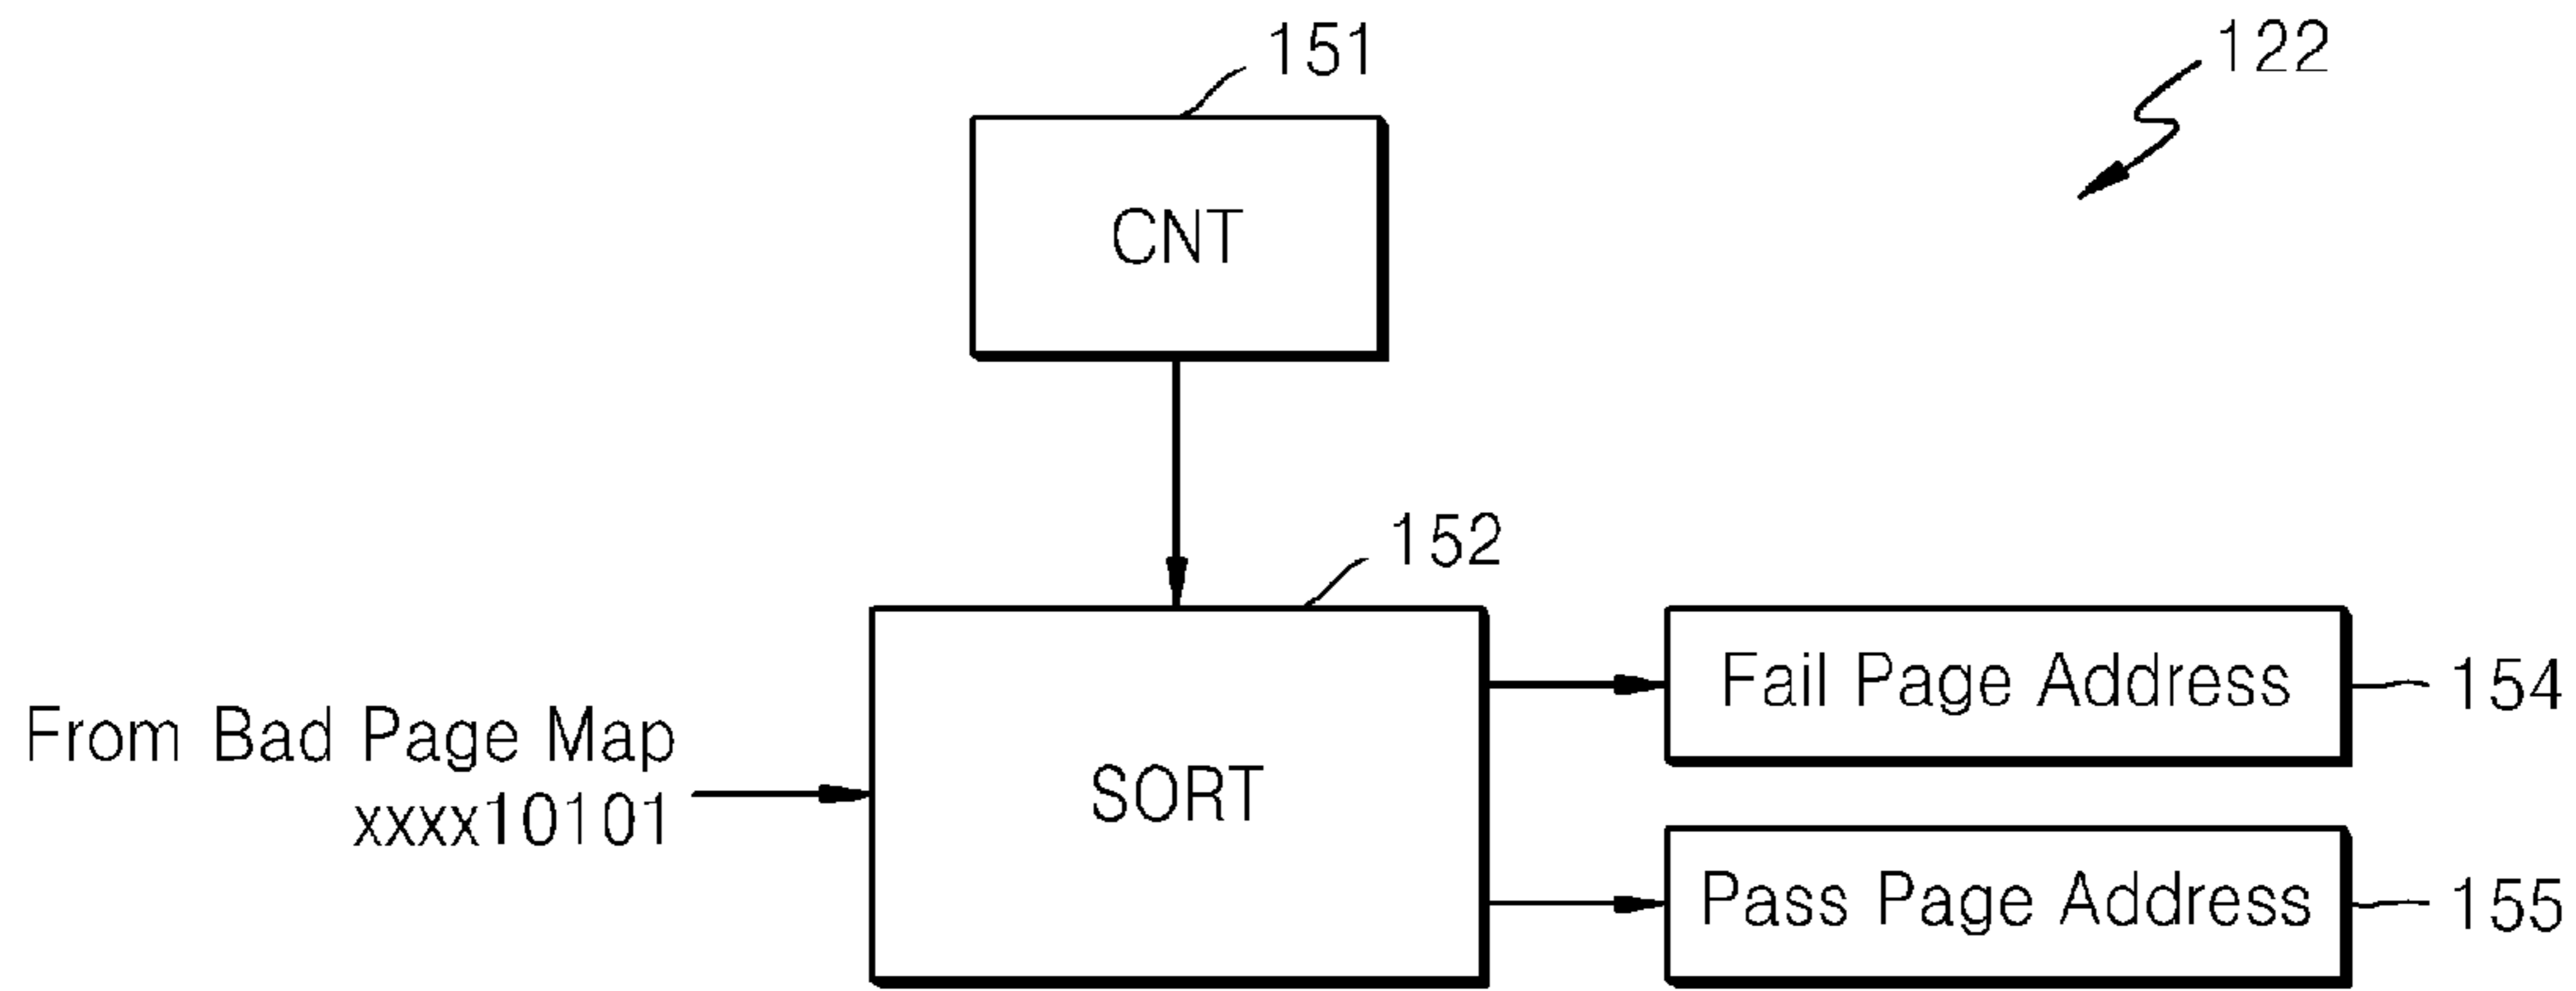 151
122
CNT
152
Fail Page Address
154
From Bad Page Map
xxxx10101
SORT
Pass Page Address
155